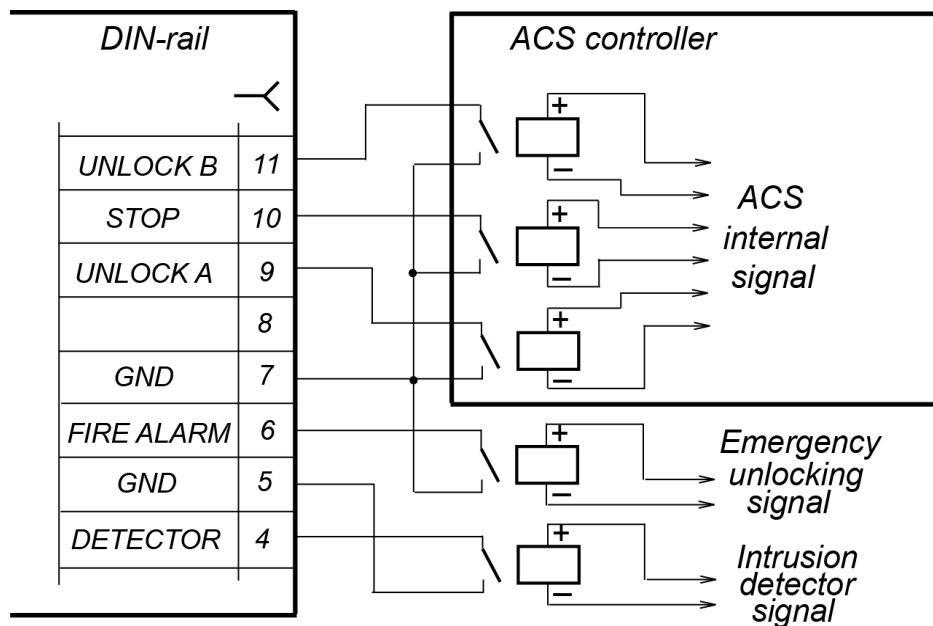 DIN-rail
ACS controller
UNLOCK B 11
STOP 10
UNLOCK A 9
8
GND 7
FIRE ALARM 6
GND 5
DETECTOR 4
+
−
+
−
+
−
+
−
+
−
ACS
internal
signal
Emergency
unlocking
signal
Intrusion
detector
signal